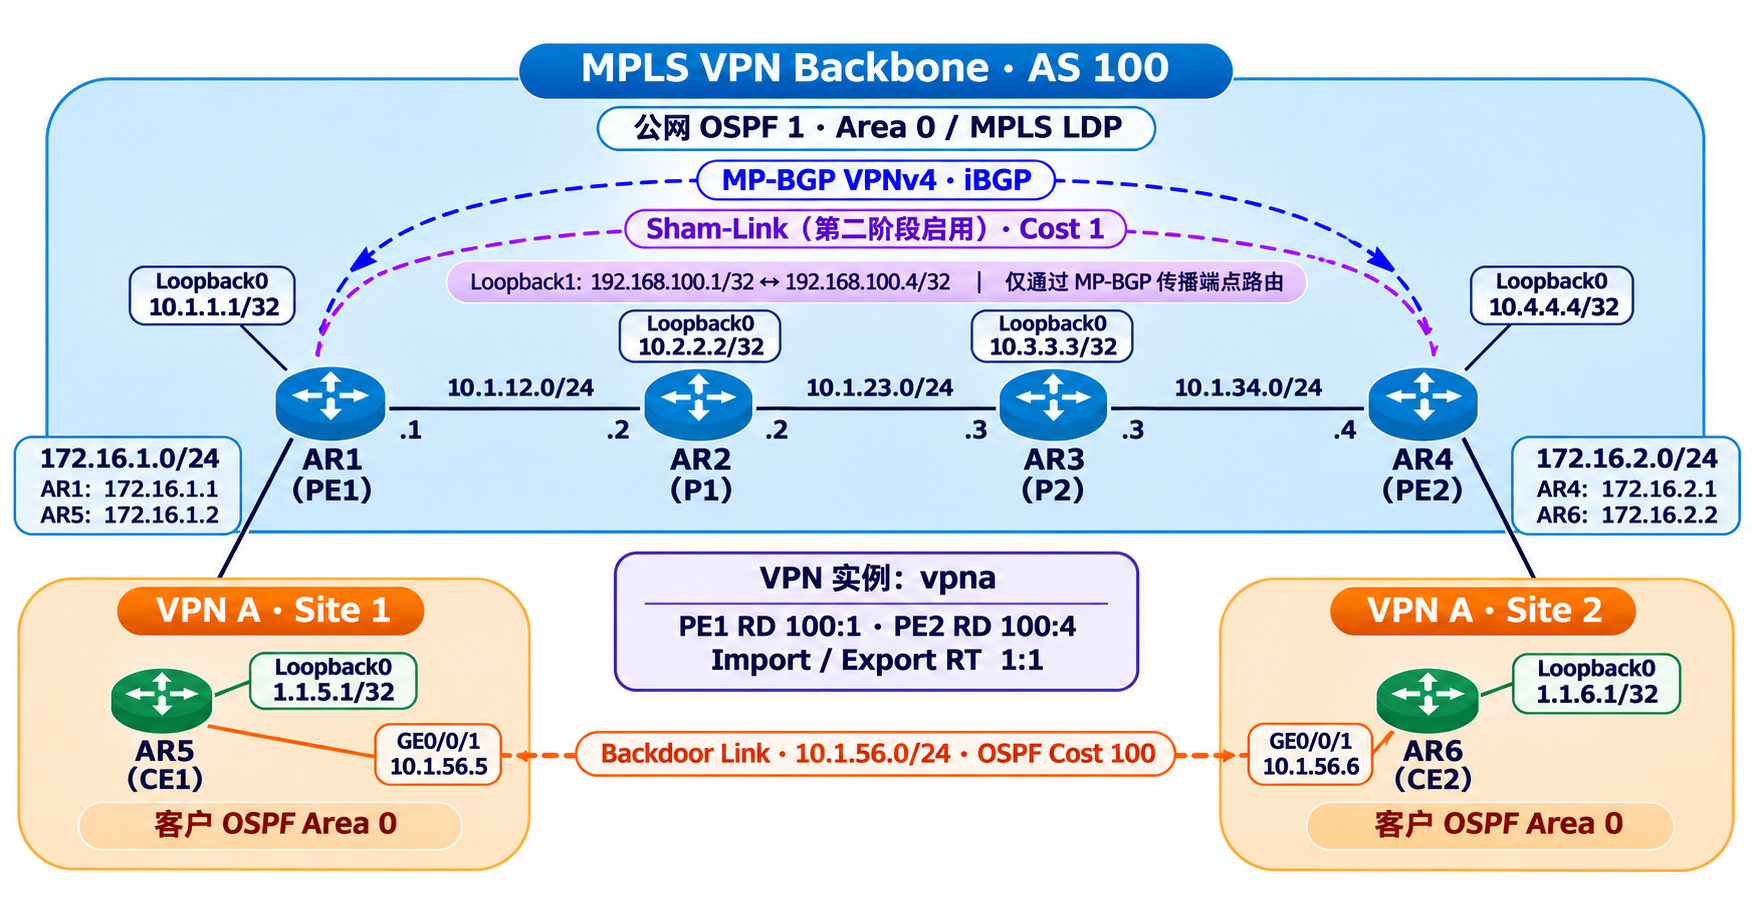 MPLS VPN Backbone · AS 100
公网 OSPF 1 · Area 0 / MPLS LDP
MP-BGP VPNv4 · iBGP
Sham-Link（第二阶段启用）· Cost 1
Loopback1: 192.168.100.1/32 ↔ 192.168.100.4/32 | 仅通过 MP-BGP 传播端点路由
Loopback0
10.1.1.1/32
Loopback0
10.2.2.2/32
Loopback0
10.3.3.3/32
Loopback0
10.4.4.4/32
10.1.12.0/24
10.1.23.0/24
10.1.34.0/24
.1
.2
.2
.3
.3
.4
AR1
(PE1)
AR2
(P1)
AR3
(P2)
AR4
(PE2)
172.16.1.0/24
AR1: 172.16.1.1
AR5: 172.16.1.2
172.16.2.0/24
AR4: 172.16.2.1
AR6: 172.16.2.2
VPN 实例：vpna
PE1 RD 100:1 · PE2 RD 100:4
Import / Export RT 1:1
VPN A · Site 1
Loopback0
1.1.5.1/32
AR5
(CE1)
GE0/0/1
10.1.56.5
客户 OSPF Area 0
Backdoor Link · 10.1.56.0/24 · OSPF Cost 100
VPN A · Site 2
Loopback0
1.1.6.1/32
GE0/0/1
10.1.56.6
AR6
(CE2)
客户 OSPF Area 0